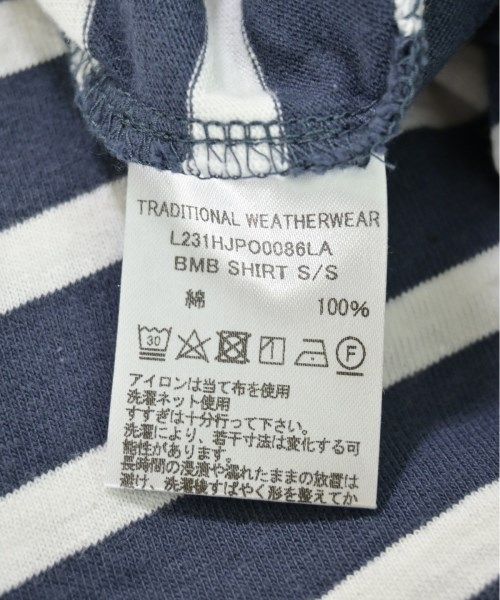 TRADITIONAL WEATHERWEAR
L231HJPO0086LA
BMB SHIRT S/S
綿 100%
30 F
アイロンは当て布を使用
洗濯ネット使用
すすぎは十分行って下さい。
洗濯により、若干寸法は変化する可
能性があります。
長時間の浸漬や濡れたままの放置は
避け、洗濯後すばやく形を整えてか